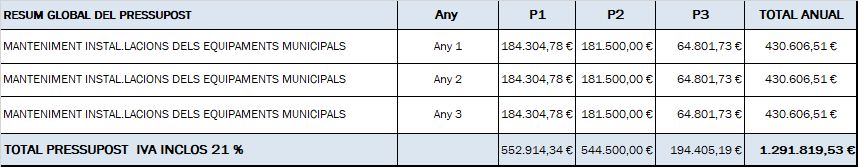 RESUM GLOBAL DEL PRESSUPOST Any P1 P2 P3 TOTAL ANUAL
MANTENIMENT INSTAL.LACIONS DELS EQUIPAMENTS MUNICIPALS Any 1 184.304,78 € 181.500,00 € 64.801,73 € 430.606,51 €
MANTENIMENT INSTAL.LACIONS DELS EQUIPAMENTS MUNICIPALS Any 2 184.304,78 € 181.500,00 € 64.801,73 € 430.606,51 €
MANTENIMENT INSTAL.LACIONS DELS EQUIPAMENTS MUNICIPALS Any 3 184.304,78 € 181.500,00 € 64.801,73 € 430.606,51 €
TOTAL PRESSUPOST IVA INCLOS 21 % 552.914,34 € 544.500,00 € 194.405,19 € 1.291.819,53 €